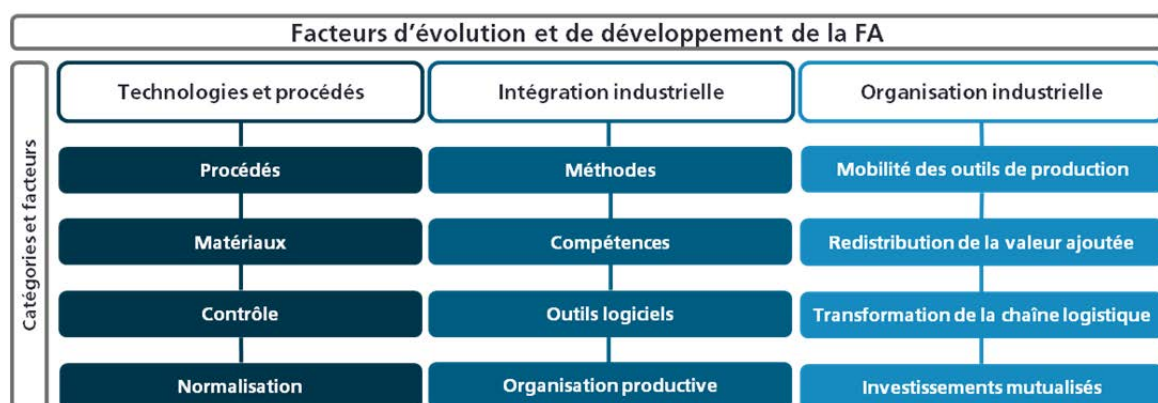 Facteurs d’évolution et de développement de la FA
Catégories et facteurs
Technologies et procédés
Intégration industrielle
Organisation industrielle
Procédés
Méthodes
Mobilité des outils de production
Matériaux
Compétences
Redistribution de la valeur ajoutée
Contrôle
Outils logiciels
Transformation de la chaîne logistique
Normalisation
Organisation productive
Investissements mutualisés